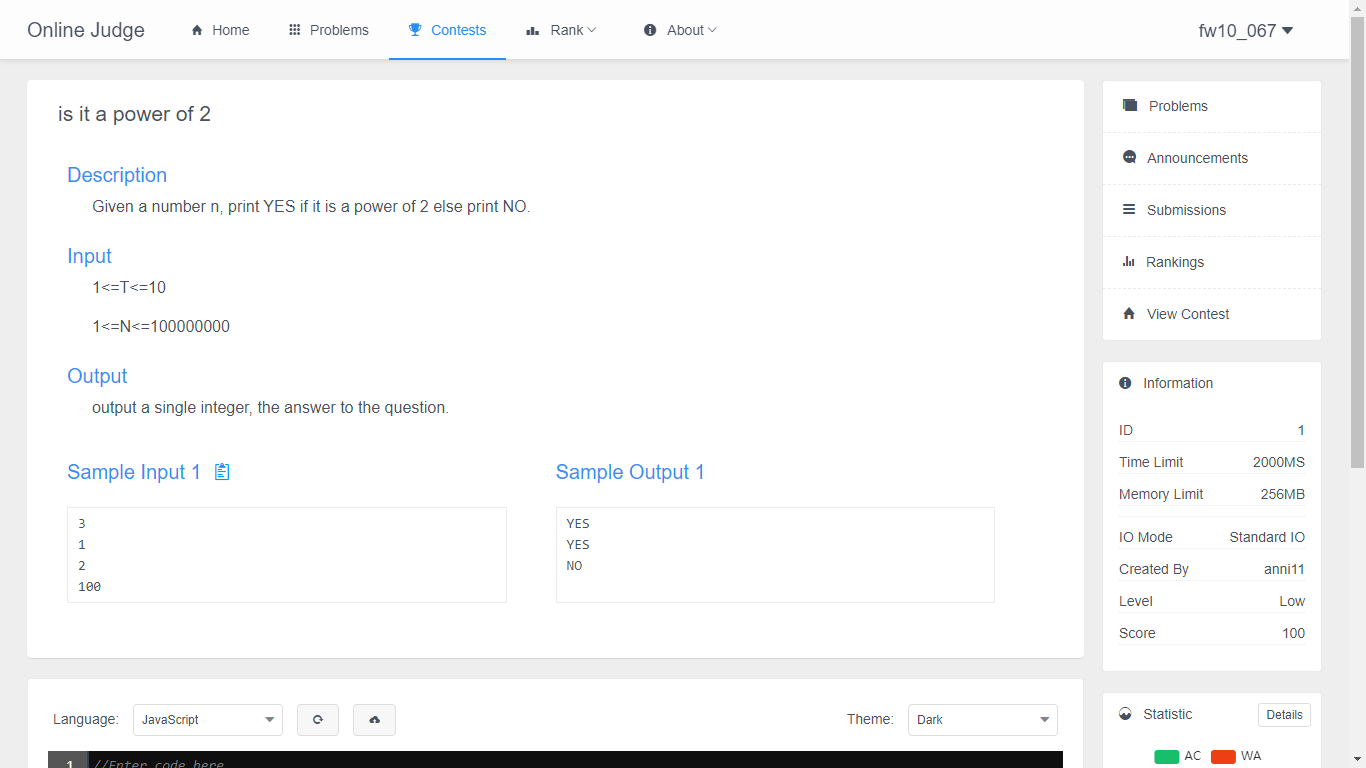 Online Judge Home Problems Contests Rank About fw10_067
is it a power of 2
Description
Given a number n, print YES if it is a power of 2 else print NO.
Input
1<=T<=10
1<=N<=100000000
Output
output a single integer, the answer to the question.
Sample Input 1
3
1
2
100
Sample Output 1
YES
YES
NO
Language: JavaScript Theme: Dark
1 //Enter code here
Problems
Announcements
Submissions
Rankings
View Contest
Information
ID 1
Time Limit 2000MS
Memory Limit 256MB
IO Mode Standard IO
Created By anni11
Level Low
Score 100
Statistic Details
AC WA